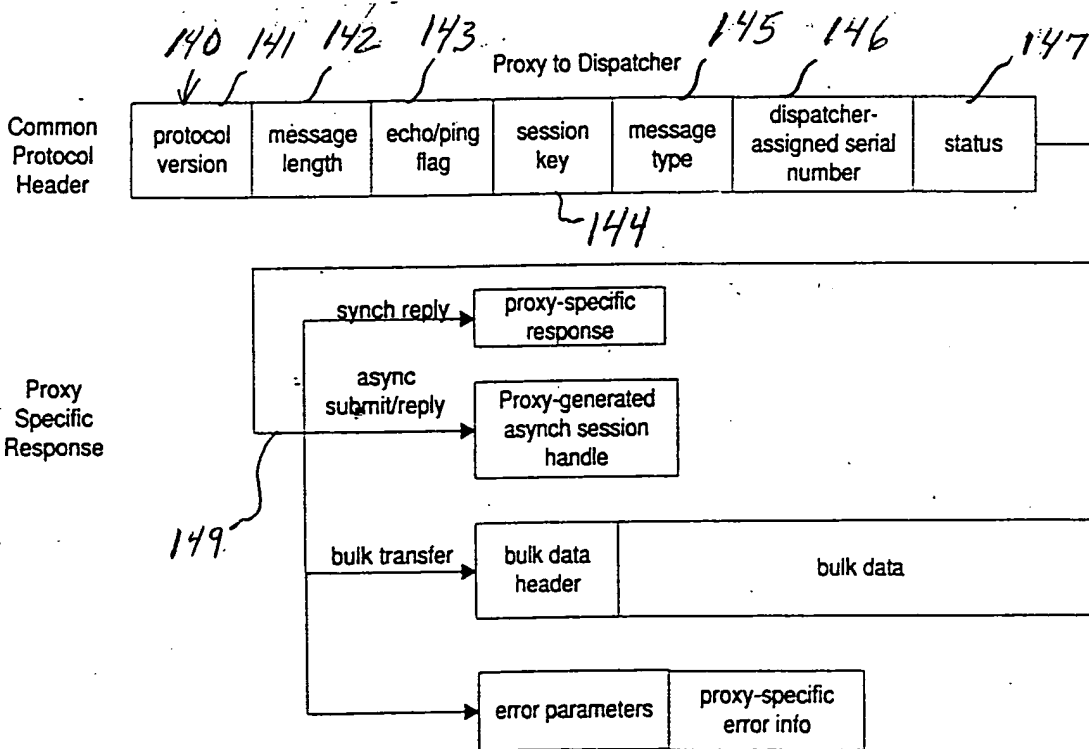 140 141 142 143 145 146 147
Proxy to Dispatcher
Common
Protocol
Header
protocol
version
message
length
echo/ping
flag
session
key
message
type
dispatcher-
assigned serial
number
status
144
synch reply
proxy-specific
response
Proxy
Specific
Response
async
submit/reply
Proxy-generated
asynch session
handle
149
bulk transfer
bulk data
header
bulk data
error parameters
proxy-specific
error info